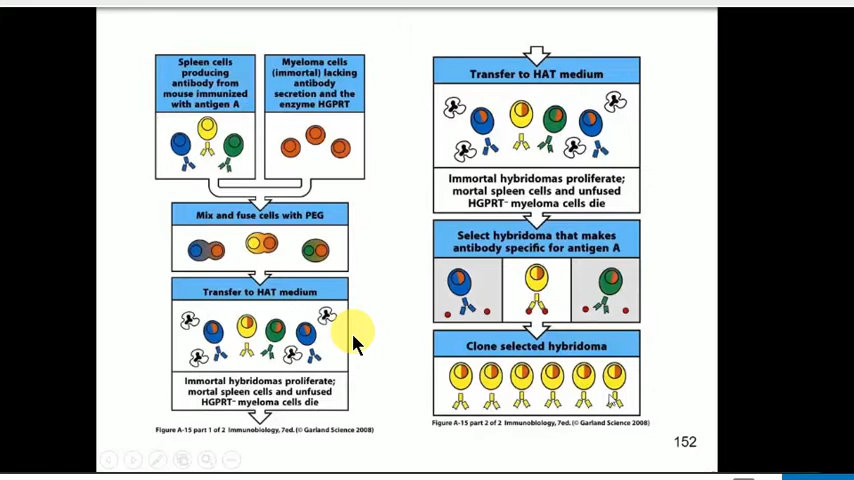 Spleen cells
producing
antibody from
mouse immunized
with antigen A
Myeloma cells
(immortal) lacking
antibody
secretion and the
enzyme HGPRT
Mix and fuse cells with PEG
Transfer to HAT medium
Immortal hybridomas proliferate;
mortal spleen cells and unfused
HGPRT⁻ myeloma cells die
Figure A-15 part 1 of 2 Immunobiology, 7ed. (© Garland Science 2008)
Transfer to HAT medium
Immortal hybridomas proliferate;
mortal spleen cells and unfused
HGPRT⁻ myeloma cells die
Select hybridoma that makes
antibody specific for antigen A
Clone selected hybridoma
Figure A-15 part 2 of 2 Immunobiology, 7ed. (© Garland Science 2008)
152